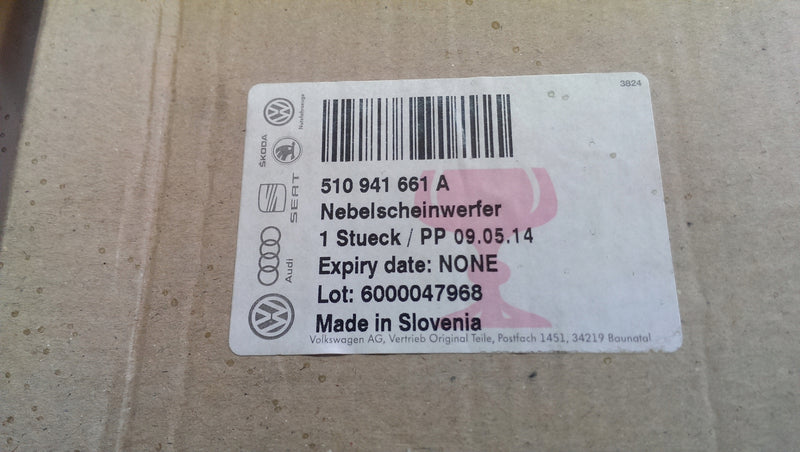 3824
Nutzfahrzeuge
ŠKODA
SEAT
Audi
510 941 661 A
Nebelscheinwerfer
1 Stueck / PP 09.05.14
Expiry date: NONE
Lot: 6000047968
Made in Slovenia
Volkswagen AG, Vertrieb Original Teile, Postfach 1451, 34219 Baunatal